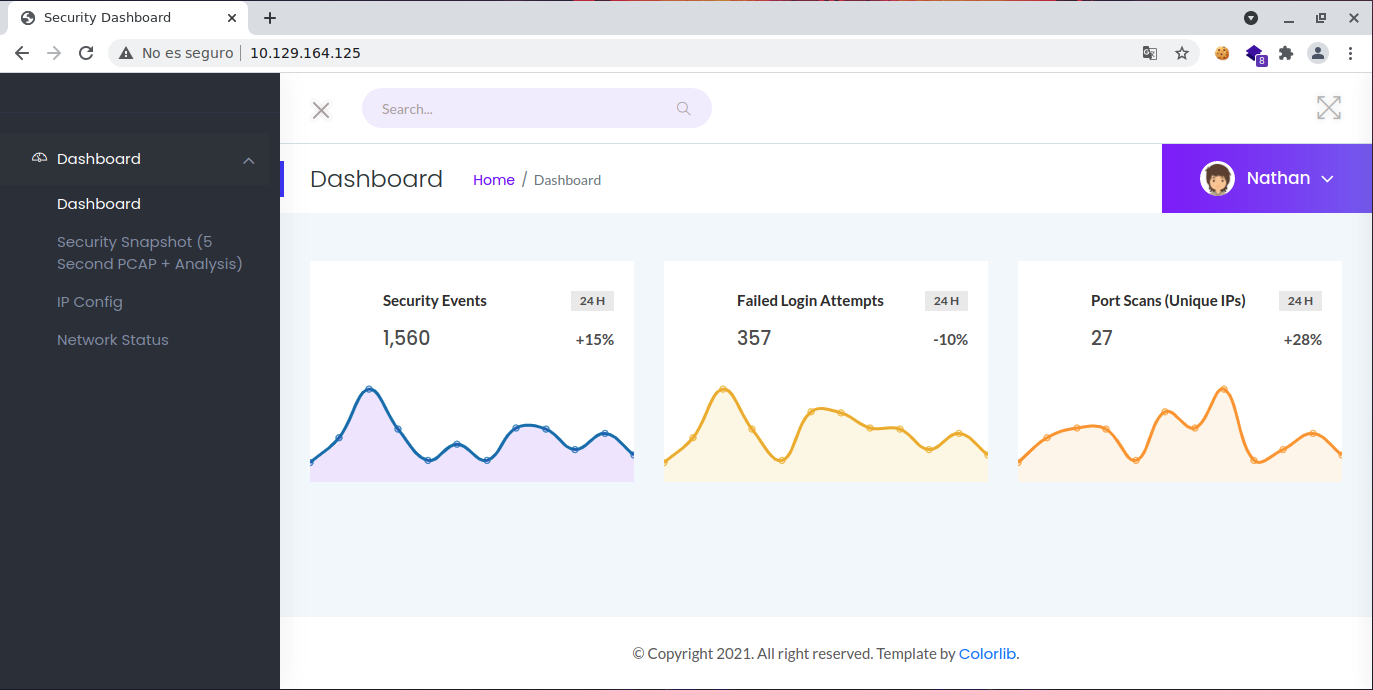 Security Dashboard
No es seguro
10.129.164.125
8
Search...
Dashboard
Dashboard
Home / Dashboard
Nathan
Dashboard
Security Snapshot (5
Second PCAP + Analysis)
IP Config
Network Status
Security Events
24 H
1,560
+15%
Failed Login Attempts
24 H
357
-10%
Port Scans (Unique IPs)
24 H
27
+28%
© Copyright 2021. All right reserved. Template by Colorlib.